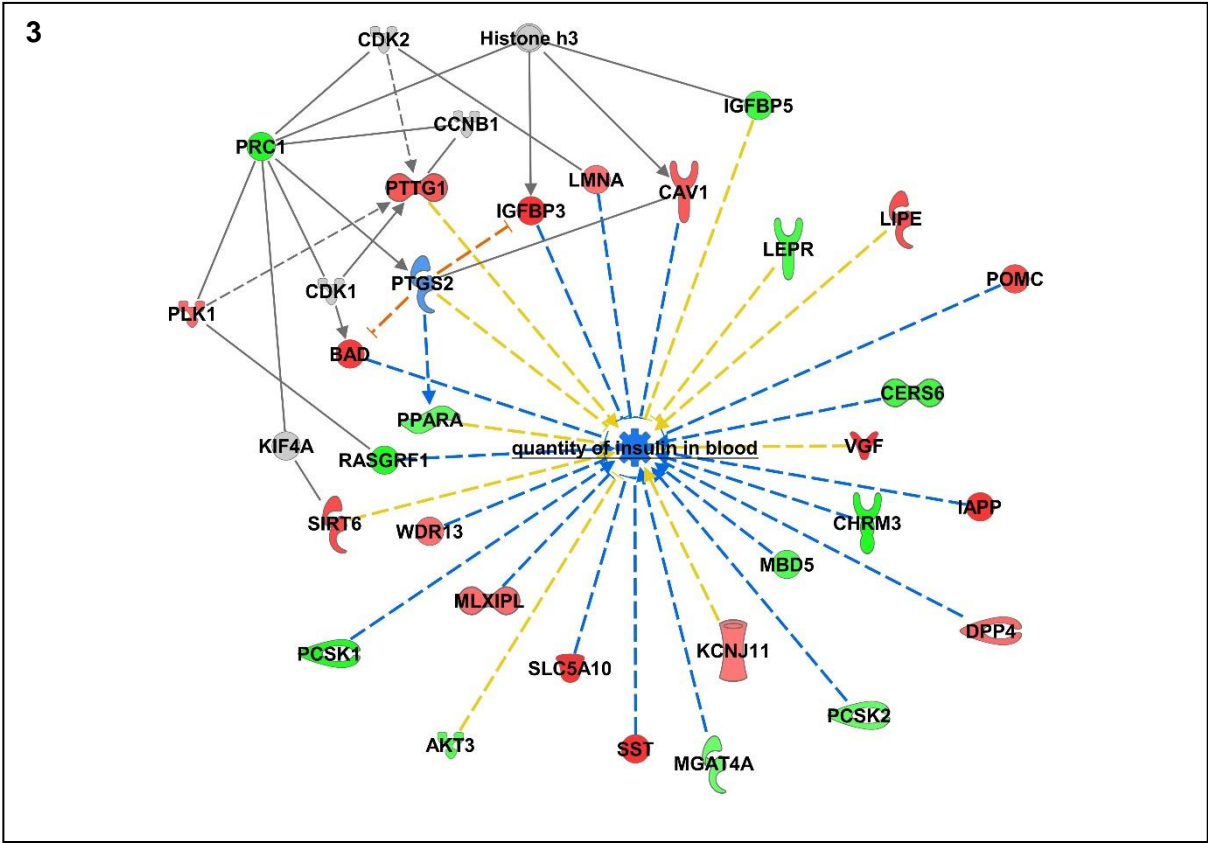 3
CDK2
Histone h3
IGFBP5
CCNB1
PRC1
PTTG1
LMNA
CAV1
IGFBP3
LIPE
LEPR
POMC
PTGS2
CDK1
PLK1
BAD
CERS6
PPARA
KIF4A
RASGRF1
quantity of insulin in blood
VGF
IAPP
SIRT6
WDR13
CHRM3
MBD5
MLXIPL
DPP4
PCSK1
SLC5A10
KCNJ11
PCSK2
AKT3
SST
MGAT4A